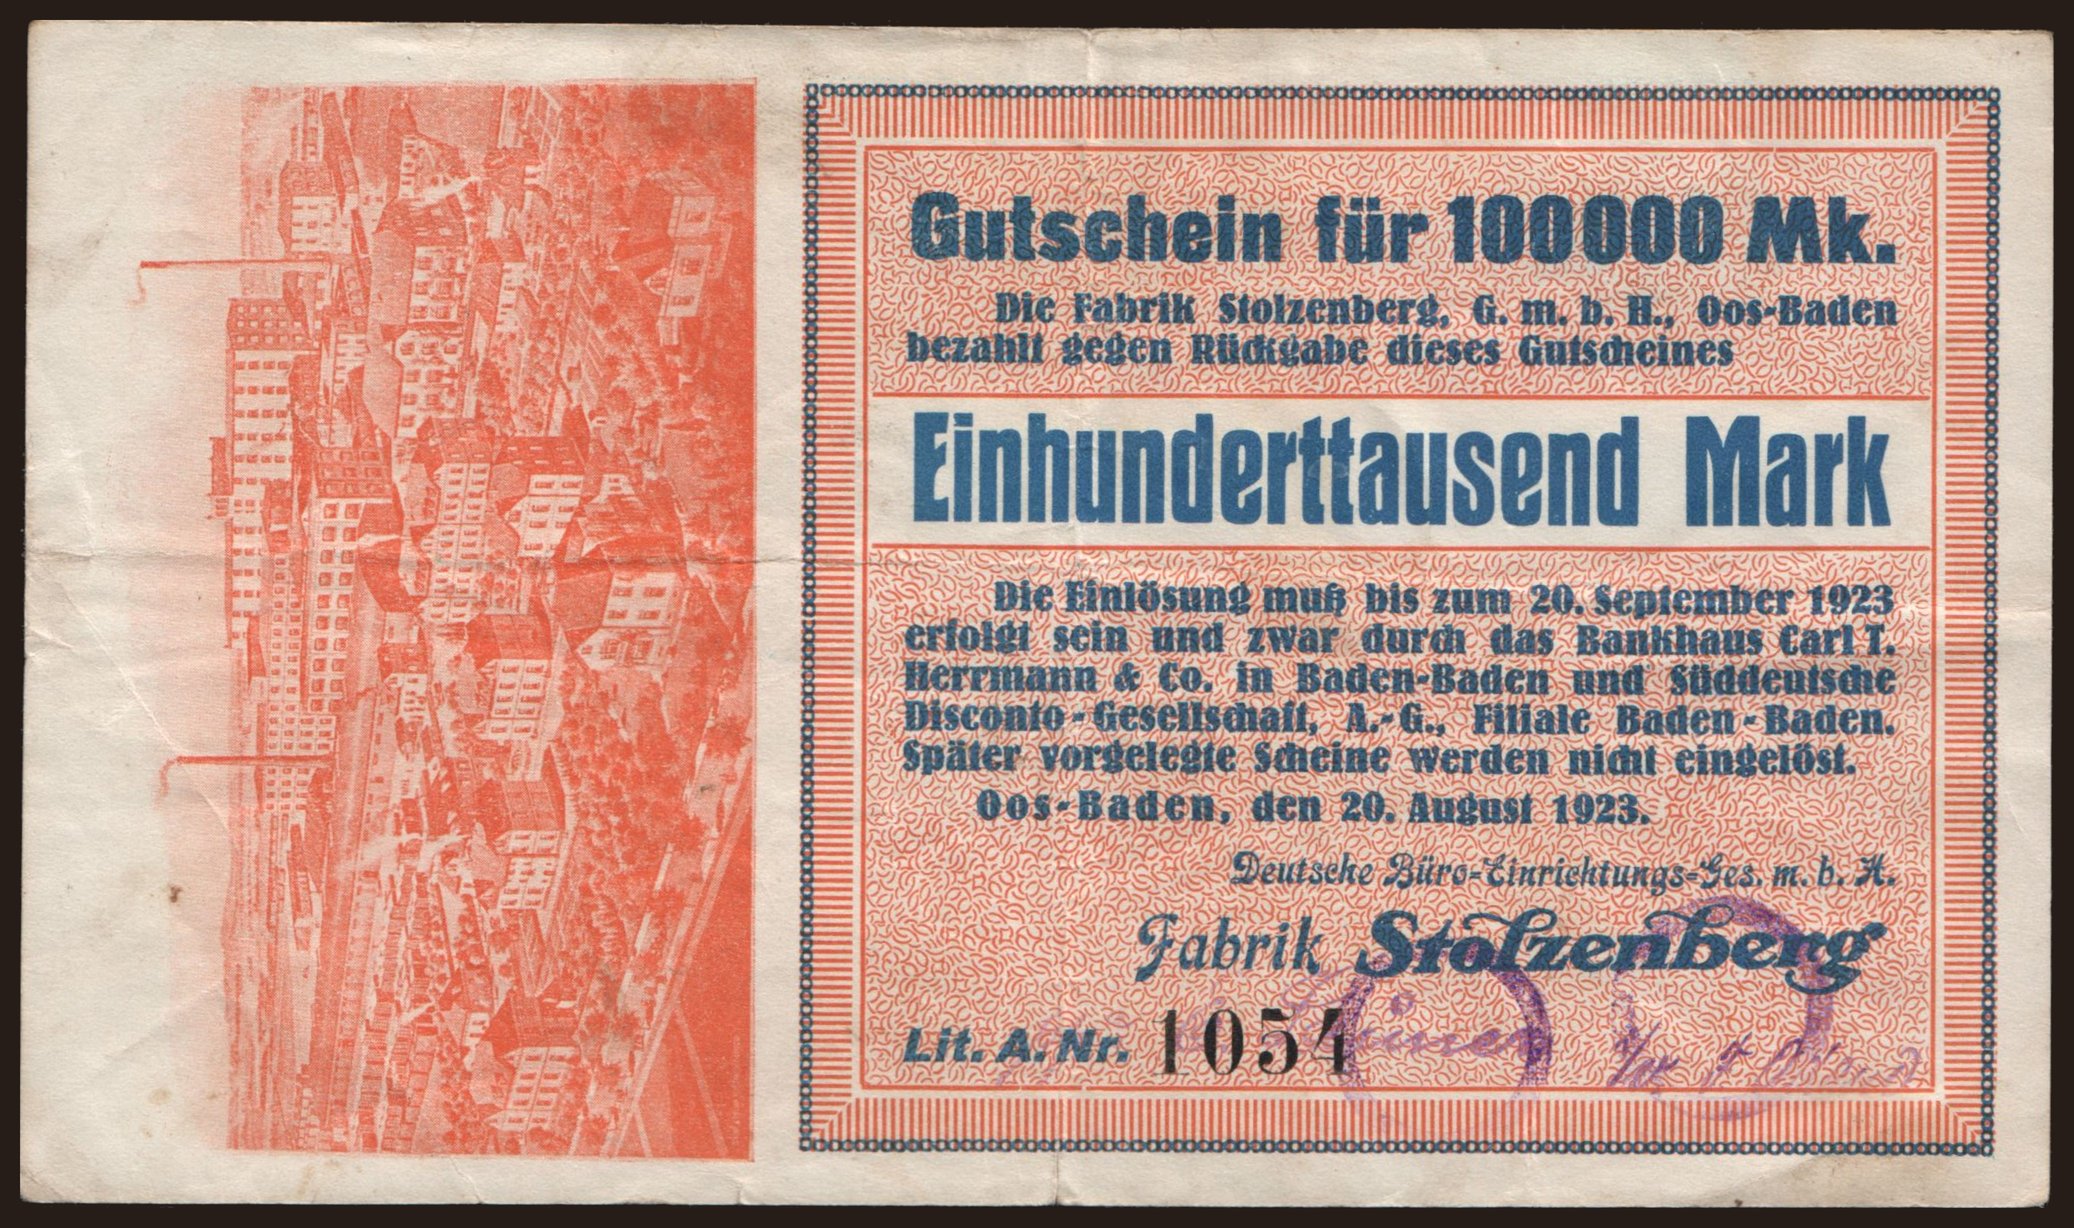 Gutschein für 100000 Mk.
Die Fabrik Stolzenberg, G. m. b. H., Oos-Baden
bezahlt gegen Rückgabe dieses Gutscheines
Einhunderttausend Mark
Die Einlösung muß bis zum 20. September 1923
erfolgt sein und zwar durch das Bankhaus Carl T.
Herrmann & Co. in Baden-Baden und Süddeutsche
Disconto-Gesellschaft, A.-G., Filiale Baden-Baden.
Später vorgelegte Scheine werden nicht eingelöst.
Oos-Baden, den 20. August 1923.
Deutsche Büro-Einrichtungs-Ges. m. b. H.
Fabrik Stolzenberg
Lit. A. Nr. 1054